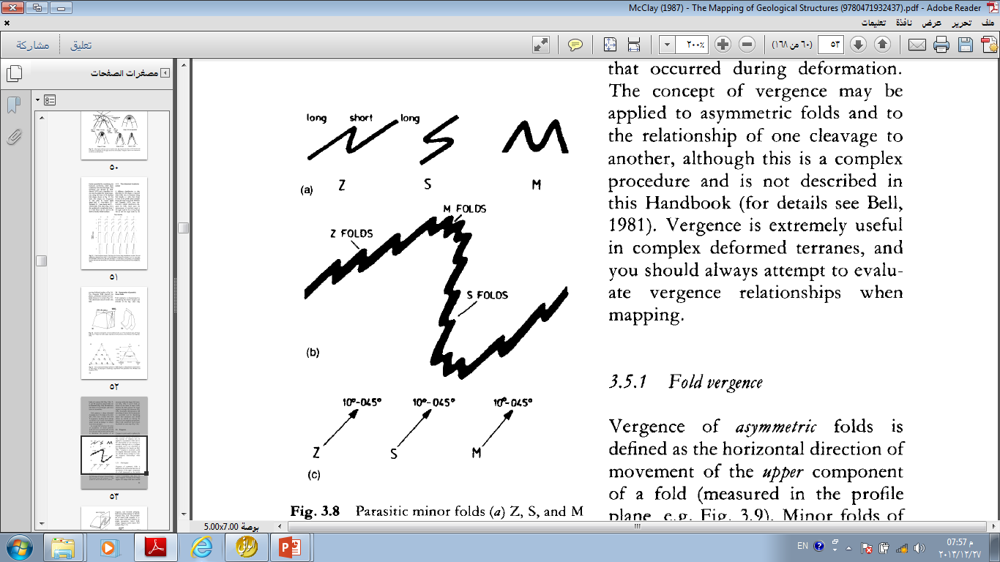 McClay (1987) - The Mapping of Geological Structures (9780471932437).pdf - Adobe Reader
ملف تحرير عرض نافذة تعليمات
٥٣ (٦٠ من ١٦٨) ٢٠٠٪ تعليق مشاركة
مصغرات الصفحات
٥٠
٥١
٥٢
٥٣
long short long
(a) Z S M
M FOLDS
Z FOLDS
S FOLDS
(b)
10°-045° 10°-045° 10°-045°
Z S M
(c)
Fig. 3.8 Parasitic minor folds (a) Z, S, and M
that occurred during deformation.
The concept of vergence may be
applied to asymmetric folds and to
the relationship of one cleavage to
another, although this is a complex
procedure and is not described in
this Handbook (for details see Bell,
1981). Vergence is extremely useful
in complex deformed terranes, and
you should always attempt to evalu-
ate vergence relationships when
mapping.
3.5.1 Fold vergence
Vergence of asymmetric folds is
defined as the horizontal direction of
movement of the upper component
of a fold (measured in the profile
plane, e.g. Fig. 3.9). Minor folds of
5.00x7.00 بوصة
EN
07:57 م
٢٠١٣/١٢/٢٧